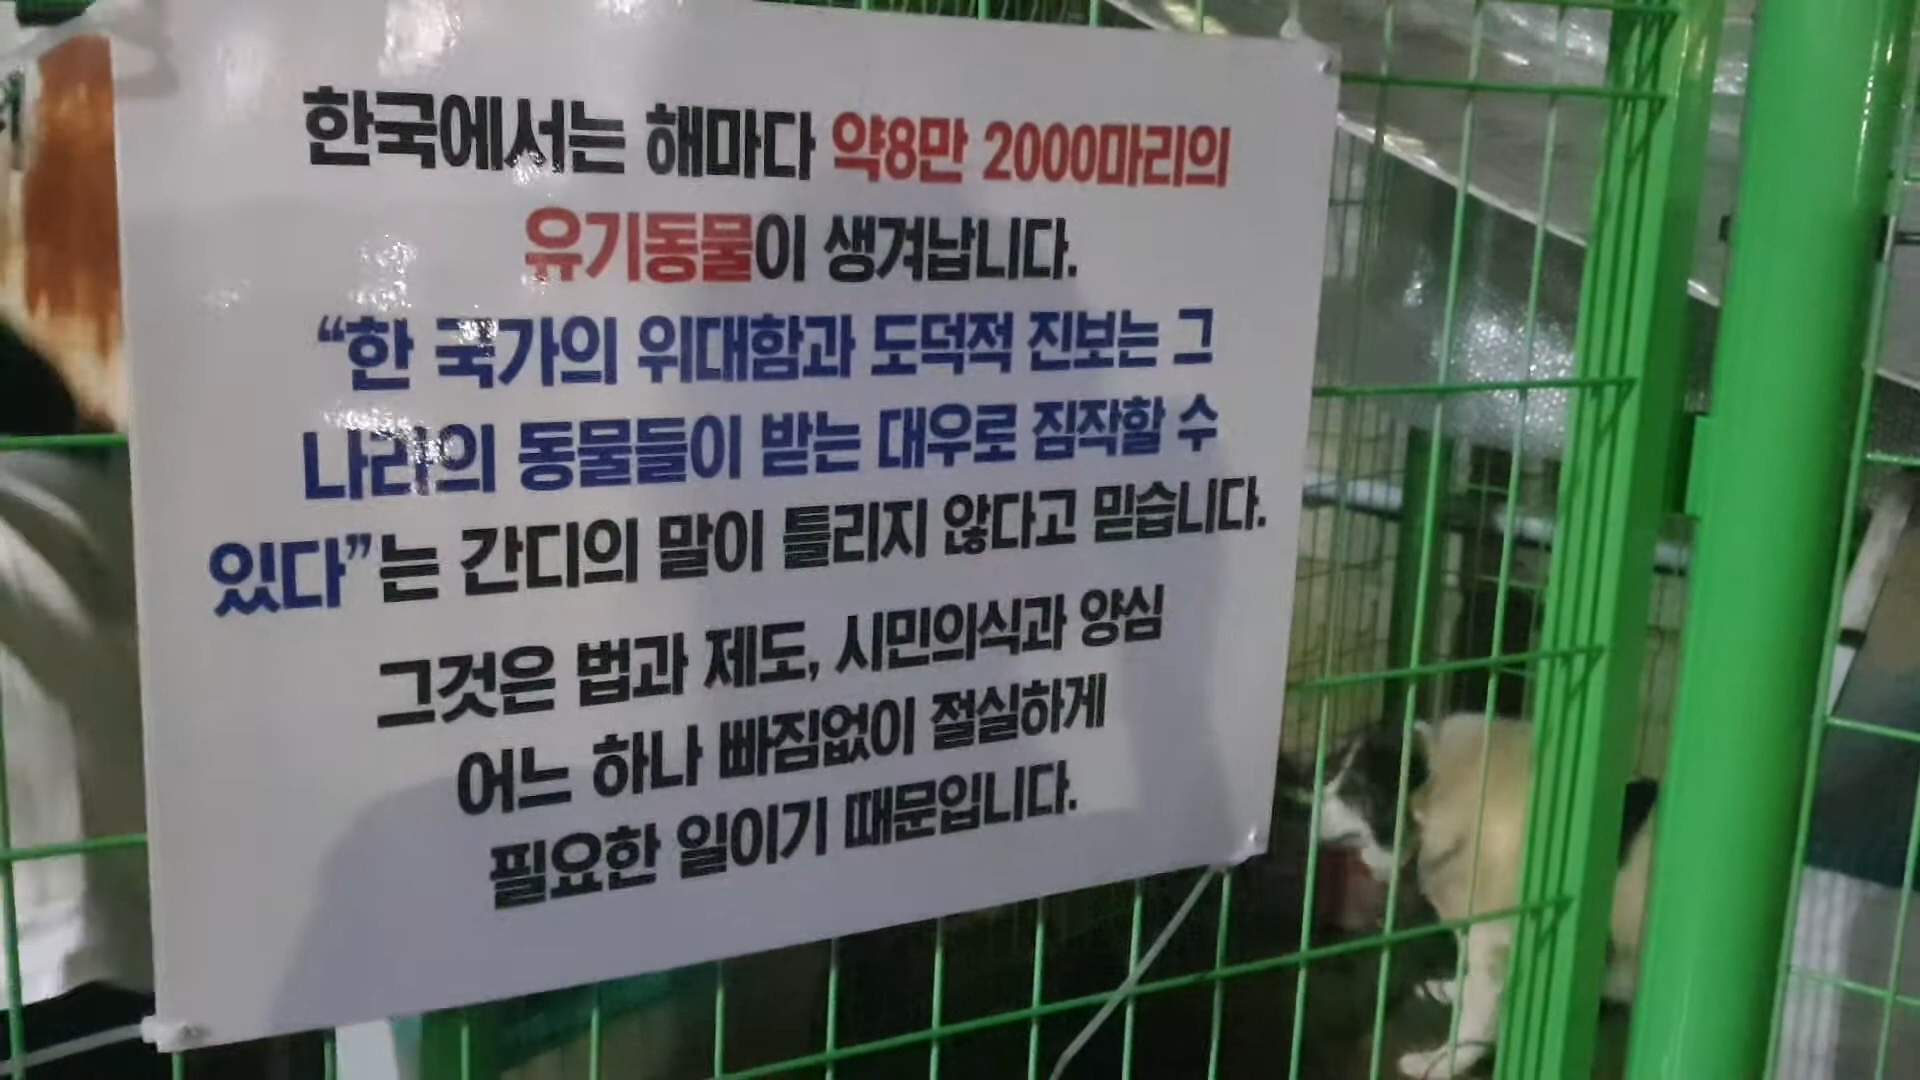 한국에서는 해마다 약8만 2000마리의
유기동물이 생겨납니다.
“한 국가의 위대함과 도덕적 진보는 그
나라의 동물들이 받는 대우로 짐작할 수
있다”는 간디의 말이 틀리지 않다고 믿습니다.
그것은 법과 제도, 시민의식과 양심
어느 하나 빠짐없이 절실하게
필요한 일이기 때문입니다.